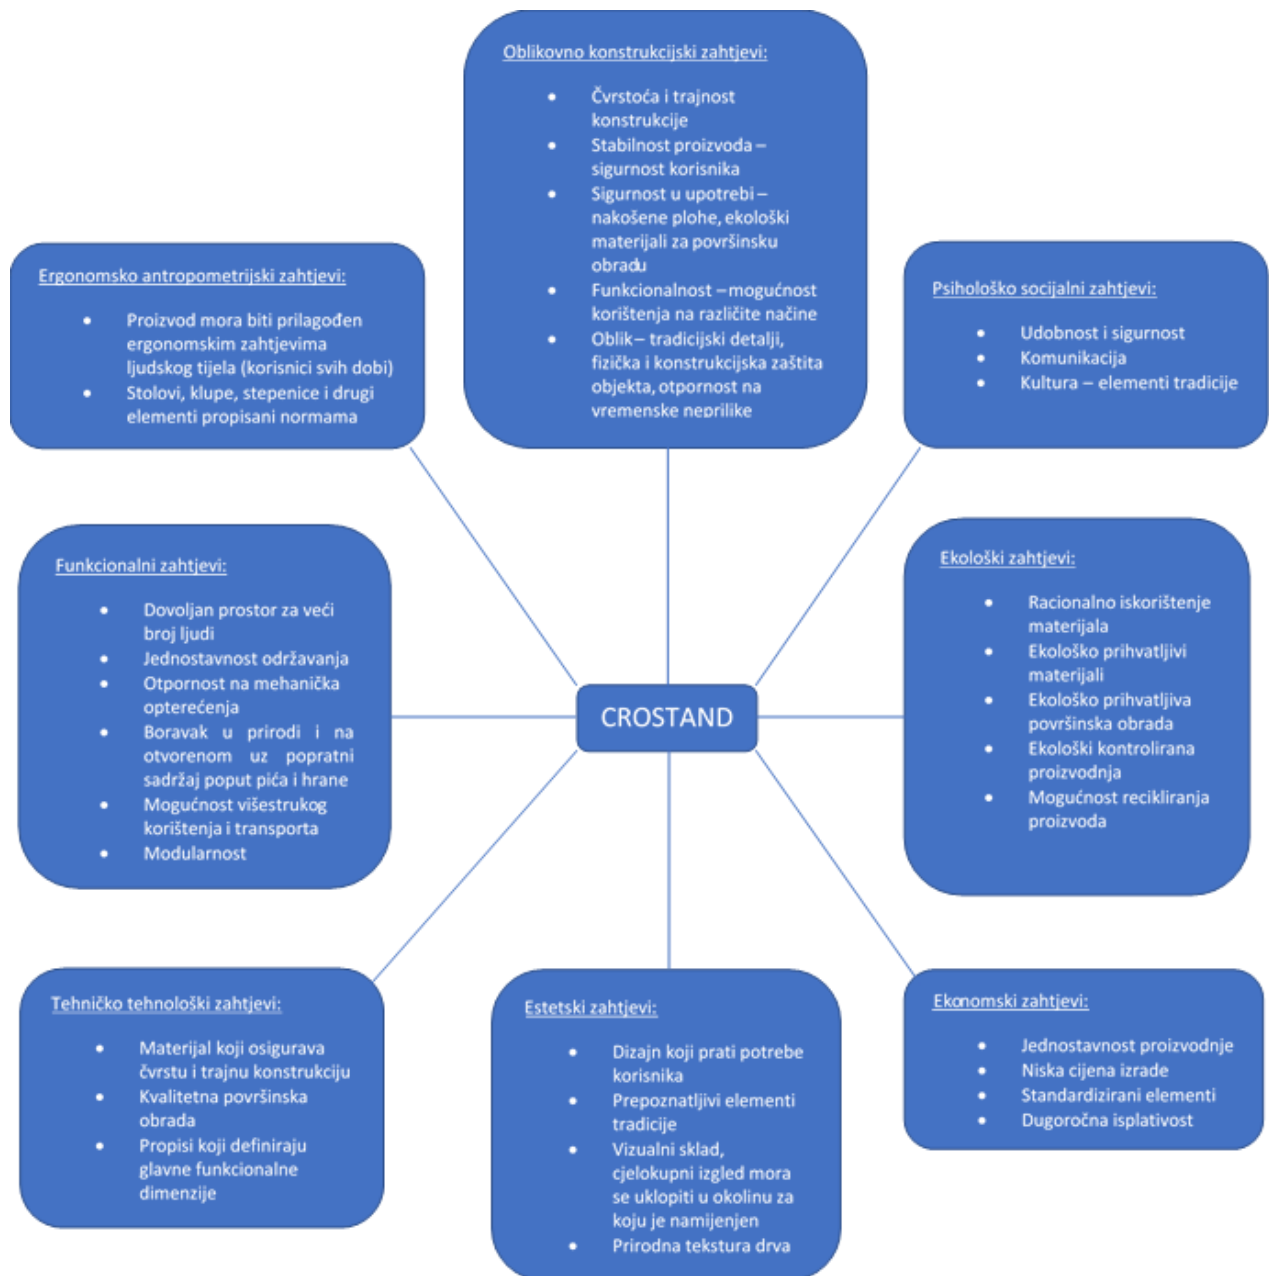 Oblikovno konstrukcijski zahtjevi:
• Čvrstoća i trajnost
konstrukcije
• Stabilnost proizvoda –
sigurnost korisnika
• Sigurnost u upotrebi –
nakošene plohe, ekološki
materijali za površinsku
obradu
• Funkcionalnost – mogućnost
korištenja na različite načine
• Oblik – tradicijski detalji,
fizička i konstrukcijska zaštita
objekta, otpornost na
vremenske neprilike
Ergonomsko antropometrijski zahtjevi:
• Proizvod mora biti prilagođen
ergonomskim zahtjevima
ljudskog tijela (korisnici svih dobi)
• Stolovi, klupe, stepenice i drugi
elementi propisani normama
Psihološko socijalni zahtjevi:
• Udobnost i sigurnost
• Komunikacija
• Kultura – elementi tradicije
Funkcionalni zahtjevi:
• Dovoljan prostor za veći
broj ljudi
• Jednostavnost održavanja
• Otpornost na mehanička
opterećenja
• Boravak u prirodi i na
otvorenom uz popratni
sadržaj poput pića i hrane
• Mogućnost višestrukog
korištenja i transporta
• Modularnost
CROSTAND
Ekološki zahtjevi:
• Racionalno iskorištenje
materijala
• Ekološko prihvatljivi
materijali
• Ekološko prihvatljiva
površinska obrada
• Ekološki kontrolirana
proizvodnja
• Mogućnost recikliranja
proizvoda
Tehničko tehnološki zahtjevi:
• Materijal koji osigurava
čvrstu i trajnu konstrukciju
• Kvalitetna površinska
obrada
• Propisi koji definiraju
glavne funkcionalne
dimenzije
Estetski zahtjevi:
• Dizajn koji prati potrebe
korisnika
• Prepoznatljivi elementi
tradicije
• Vizualni sklad,
cjelokupni izgled mora
se uklopiti u okolinu za
koju je namijenjen
• Prirodna tekstura drva
Ekonomski zahtjevi:
• Jednostavnost proizvodnje
• Niska cijena izrade
• Standardizirani elementi
• Dugoročna isplativost